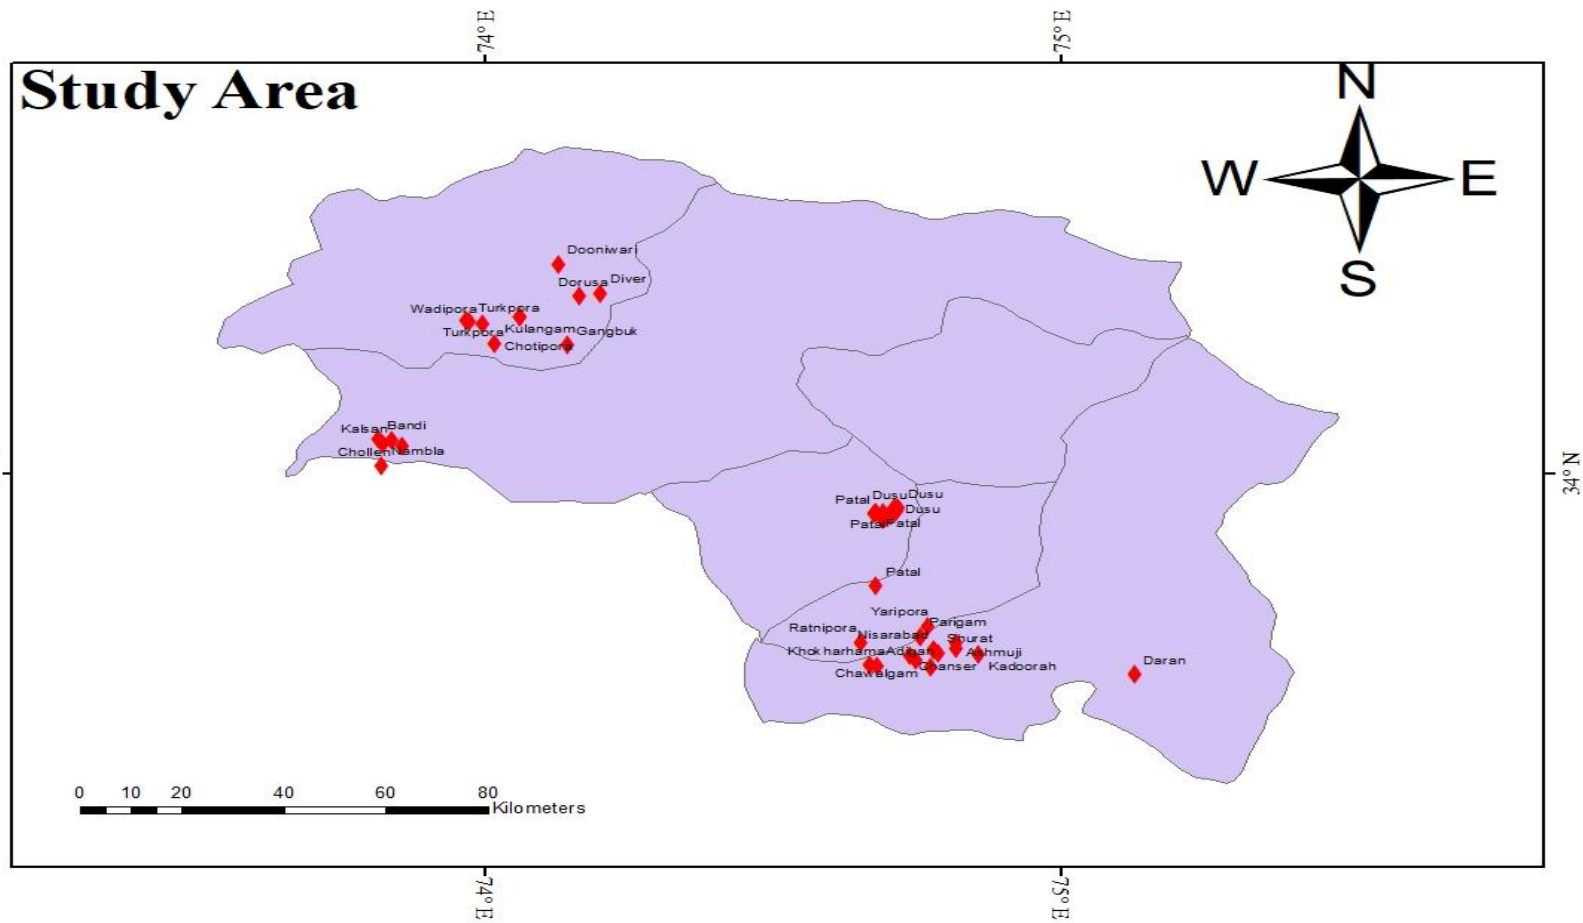 74° E
75° E
Study Area
N
W
E
S
Dooniwari
Dorusa
Diver
Wadipora
Turkpora
Turkpora
Kulangam
Gangbuk
Chotipora
Kalsan
Bandi
Chollen
Nambla
34° N
Patal
Dusu
Dusu
Dusu
Patal
Patal
Patal
Yaripora
Parigam
Ratnipora
Nisarabad
Shurat
Khokharhama
Ashmuji
Chanser
Kadoorah
Chawalgam
Daran
0 10 20 40 60 80
Kilometers
74° E
75° E